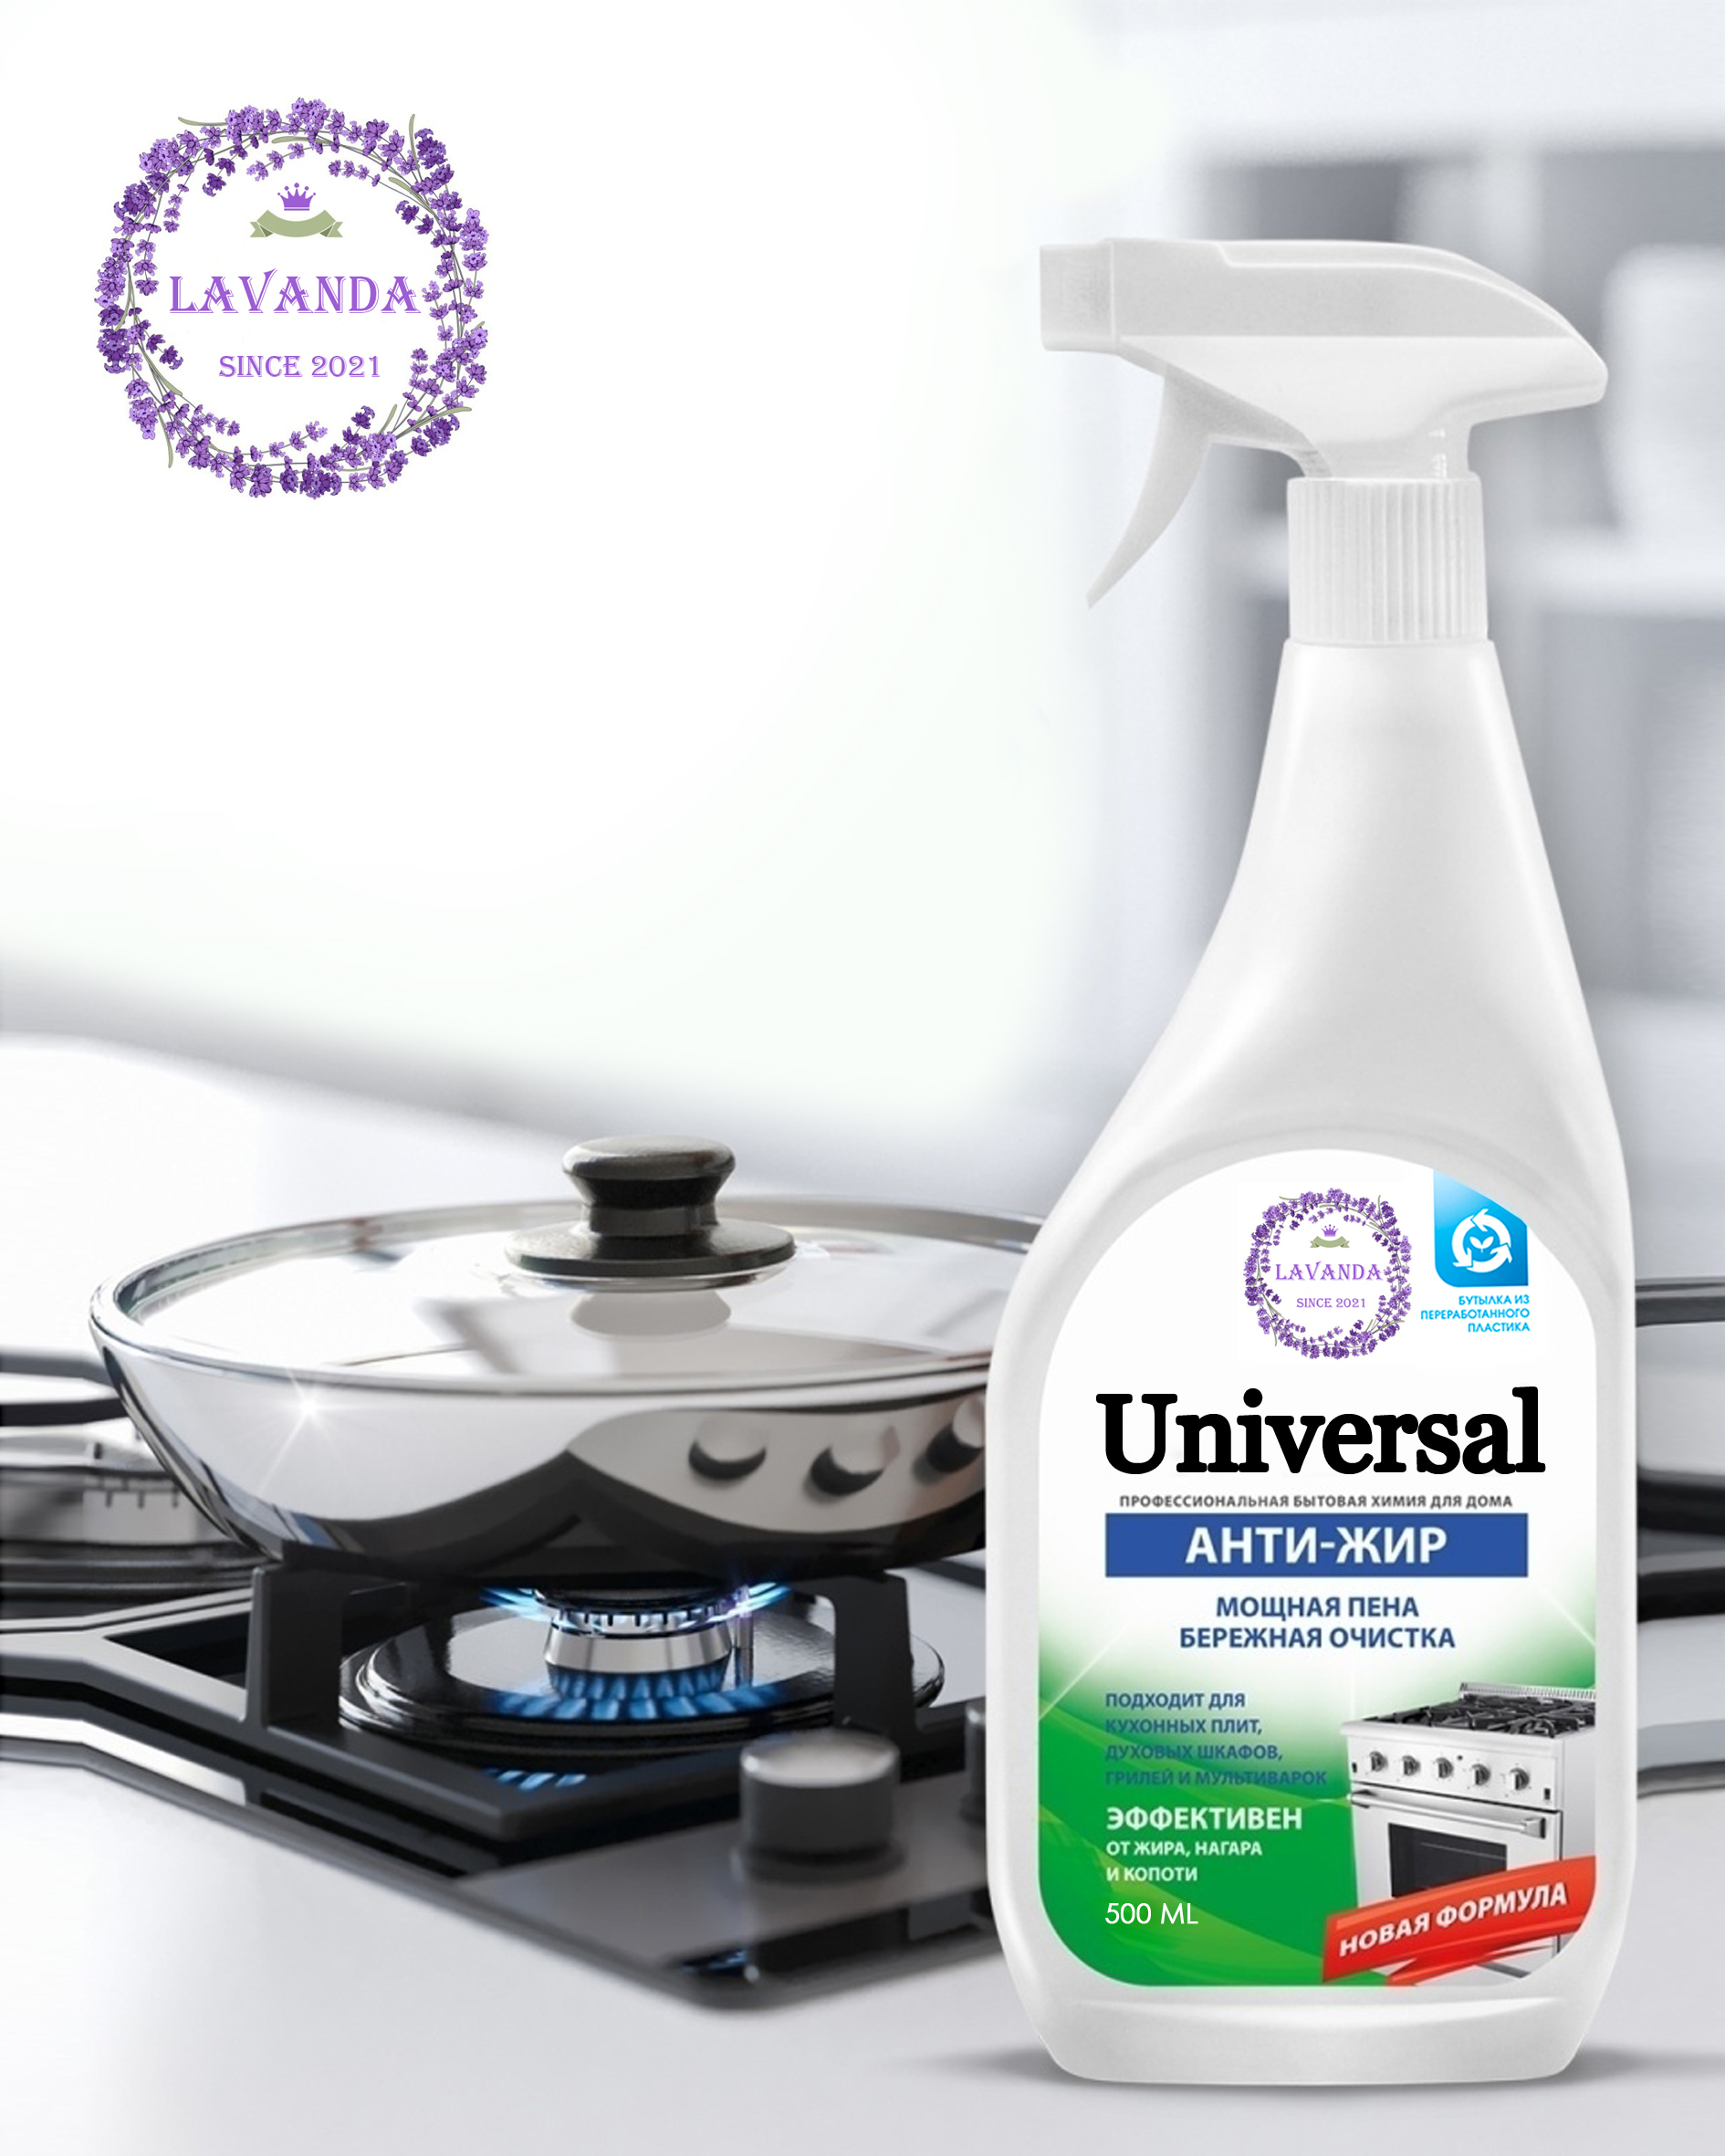 LAVANDA
SINCE 2021
LAVANDA
SINCE 2021
БУТЫЛКА ИЗ
ПЕРЕРАБОТАННОГО
ПЛАСТИКА
Universal
ПРОФЕССИОНАЛЬНАЯ БЫТОВАЯ ХИМИЯ ДЛЯ ДОМА
АНТИ-ЖИР
МОЩНАЯ ПЕНА
БЕРЕЖНАЯ ОЧИСТКА
ПОДХОДИТ ДЛЯ
КУХОННЫХ ПЛИТ,
ДУХОВЫХ ШКАФОВ,
ГРИЛЕЙ И МУЛЬТИВАРОК
ЭФФЕКТИВЕН
ОТ ЖИРА, НАГАРА
И КОПОТИ
500 ML
НОВАЯ ФОРМУЛА